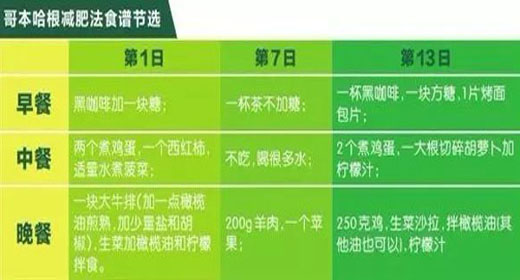 哥本哈根减肥法食谱节选
第1日
第7日
第13日
早餐
黑咖啡加一块糖;
一杯茶不加糖;
一杯黑咖啡,一块方糖,1片烤面
包片;
中餐
两个煮鸡蛋,一个西红柿,
适量水煮菠菜;
不吃,喝很多水;
2个煮鸡蛋,一大根切碎胡萝卜加
柠檬汁;
晚餐
一块大牛排(加一点橄榄
油煎熟,加少量盐和胡
椒),生菜加橄榄油和柠檬
拌食。
200g羊肉,一个苹
果;
250克鸡,生菜沙拉,拌橄榄油(其
他油也可以),柠檬汁